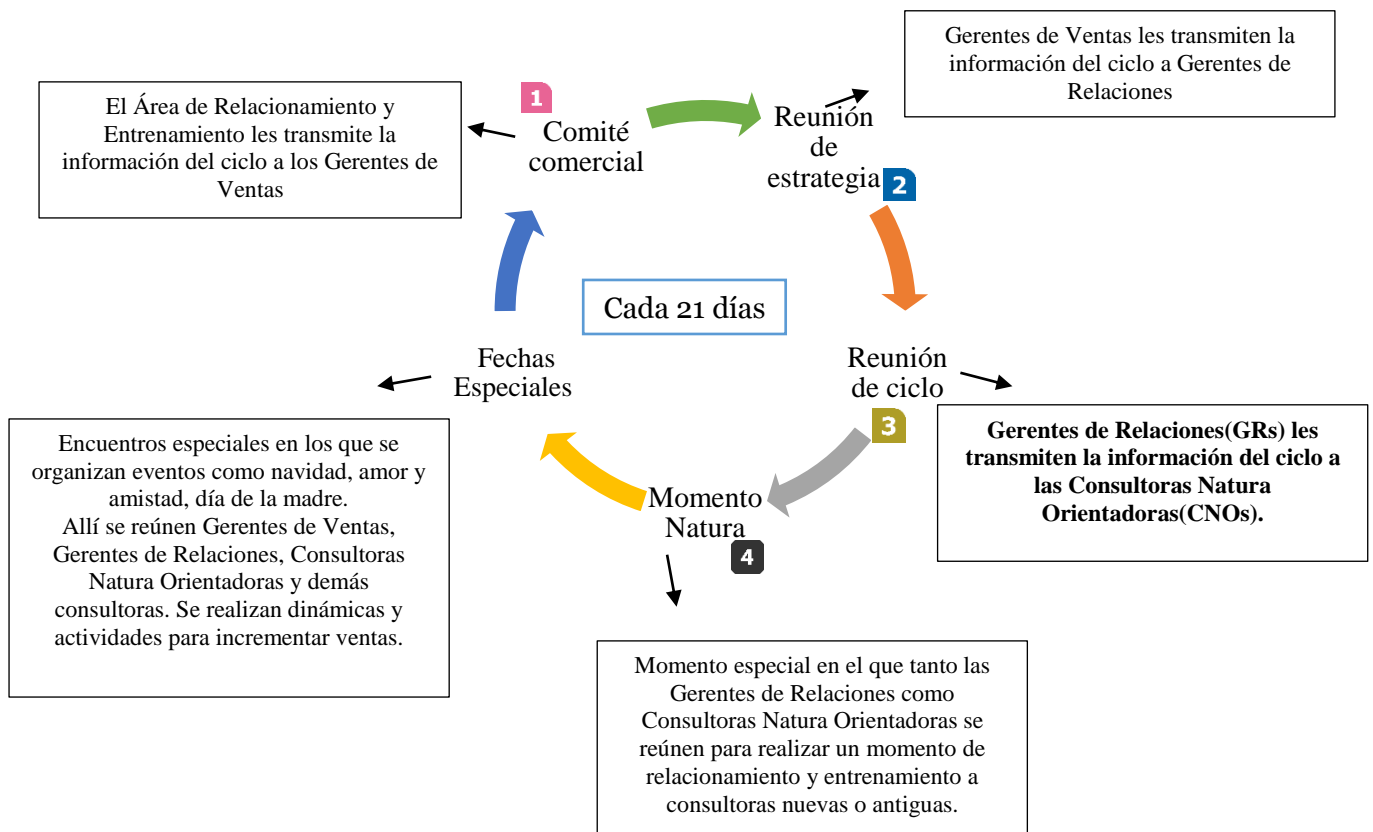 1
Comité
comercial
El Área de Relacionamiento y
Entrenamiento les transmite la
información del ciclo a los Gerentes de
Ventas
Reunión
de
estrategia
2
Gerentes de Ventas les transmiten la
información del ciclo a Gerentes de
Relaciones
Cada 21 días
Reunión
de ciclo
3
Gerentes de Relaciones(GRs) les
transmiten la información del ciclo a
las Consultoras Natura
Orientadoras(CNOs).
Momento
Natura
4
Momento especial en el que tanto las
Gerentes de Relaciones como
Consultoras Natura Orientadoras se
reúnen para realizar un momento de
relacionamiento y entrenamiento a
consultoras nuevas o antiguas.
Fechas
Especiales
Encuentros especiales en los que se
organizan eventos como navidad, amor y
amistad, día de la madre.
Allí se reúnen Gerentes de Ventas,
Gerentes de Relaciones, Consultoras
Natura Orientadoras y demás
consultoras. Se realizan dinámicas y
actividades para incrementar ventas.